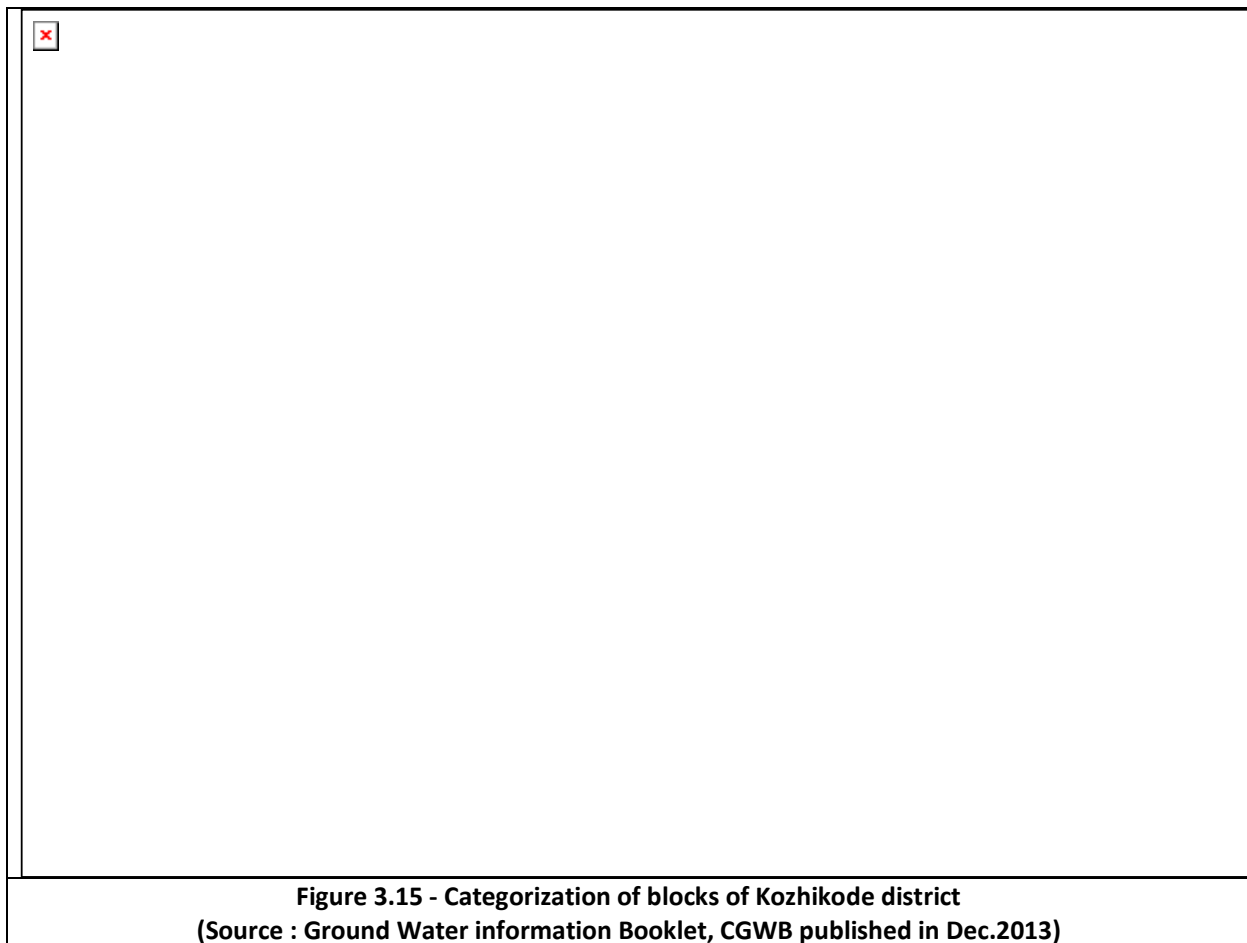 Figure 3.15 - Categorization of blocks of Kozhikode district
(Source : Ground Water information Booklet, CGWB published in Dec.2013)